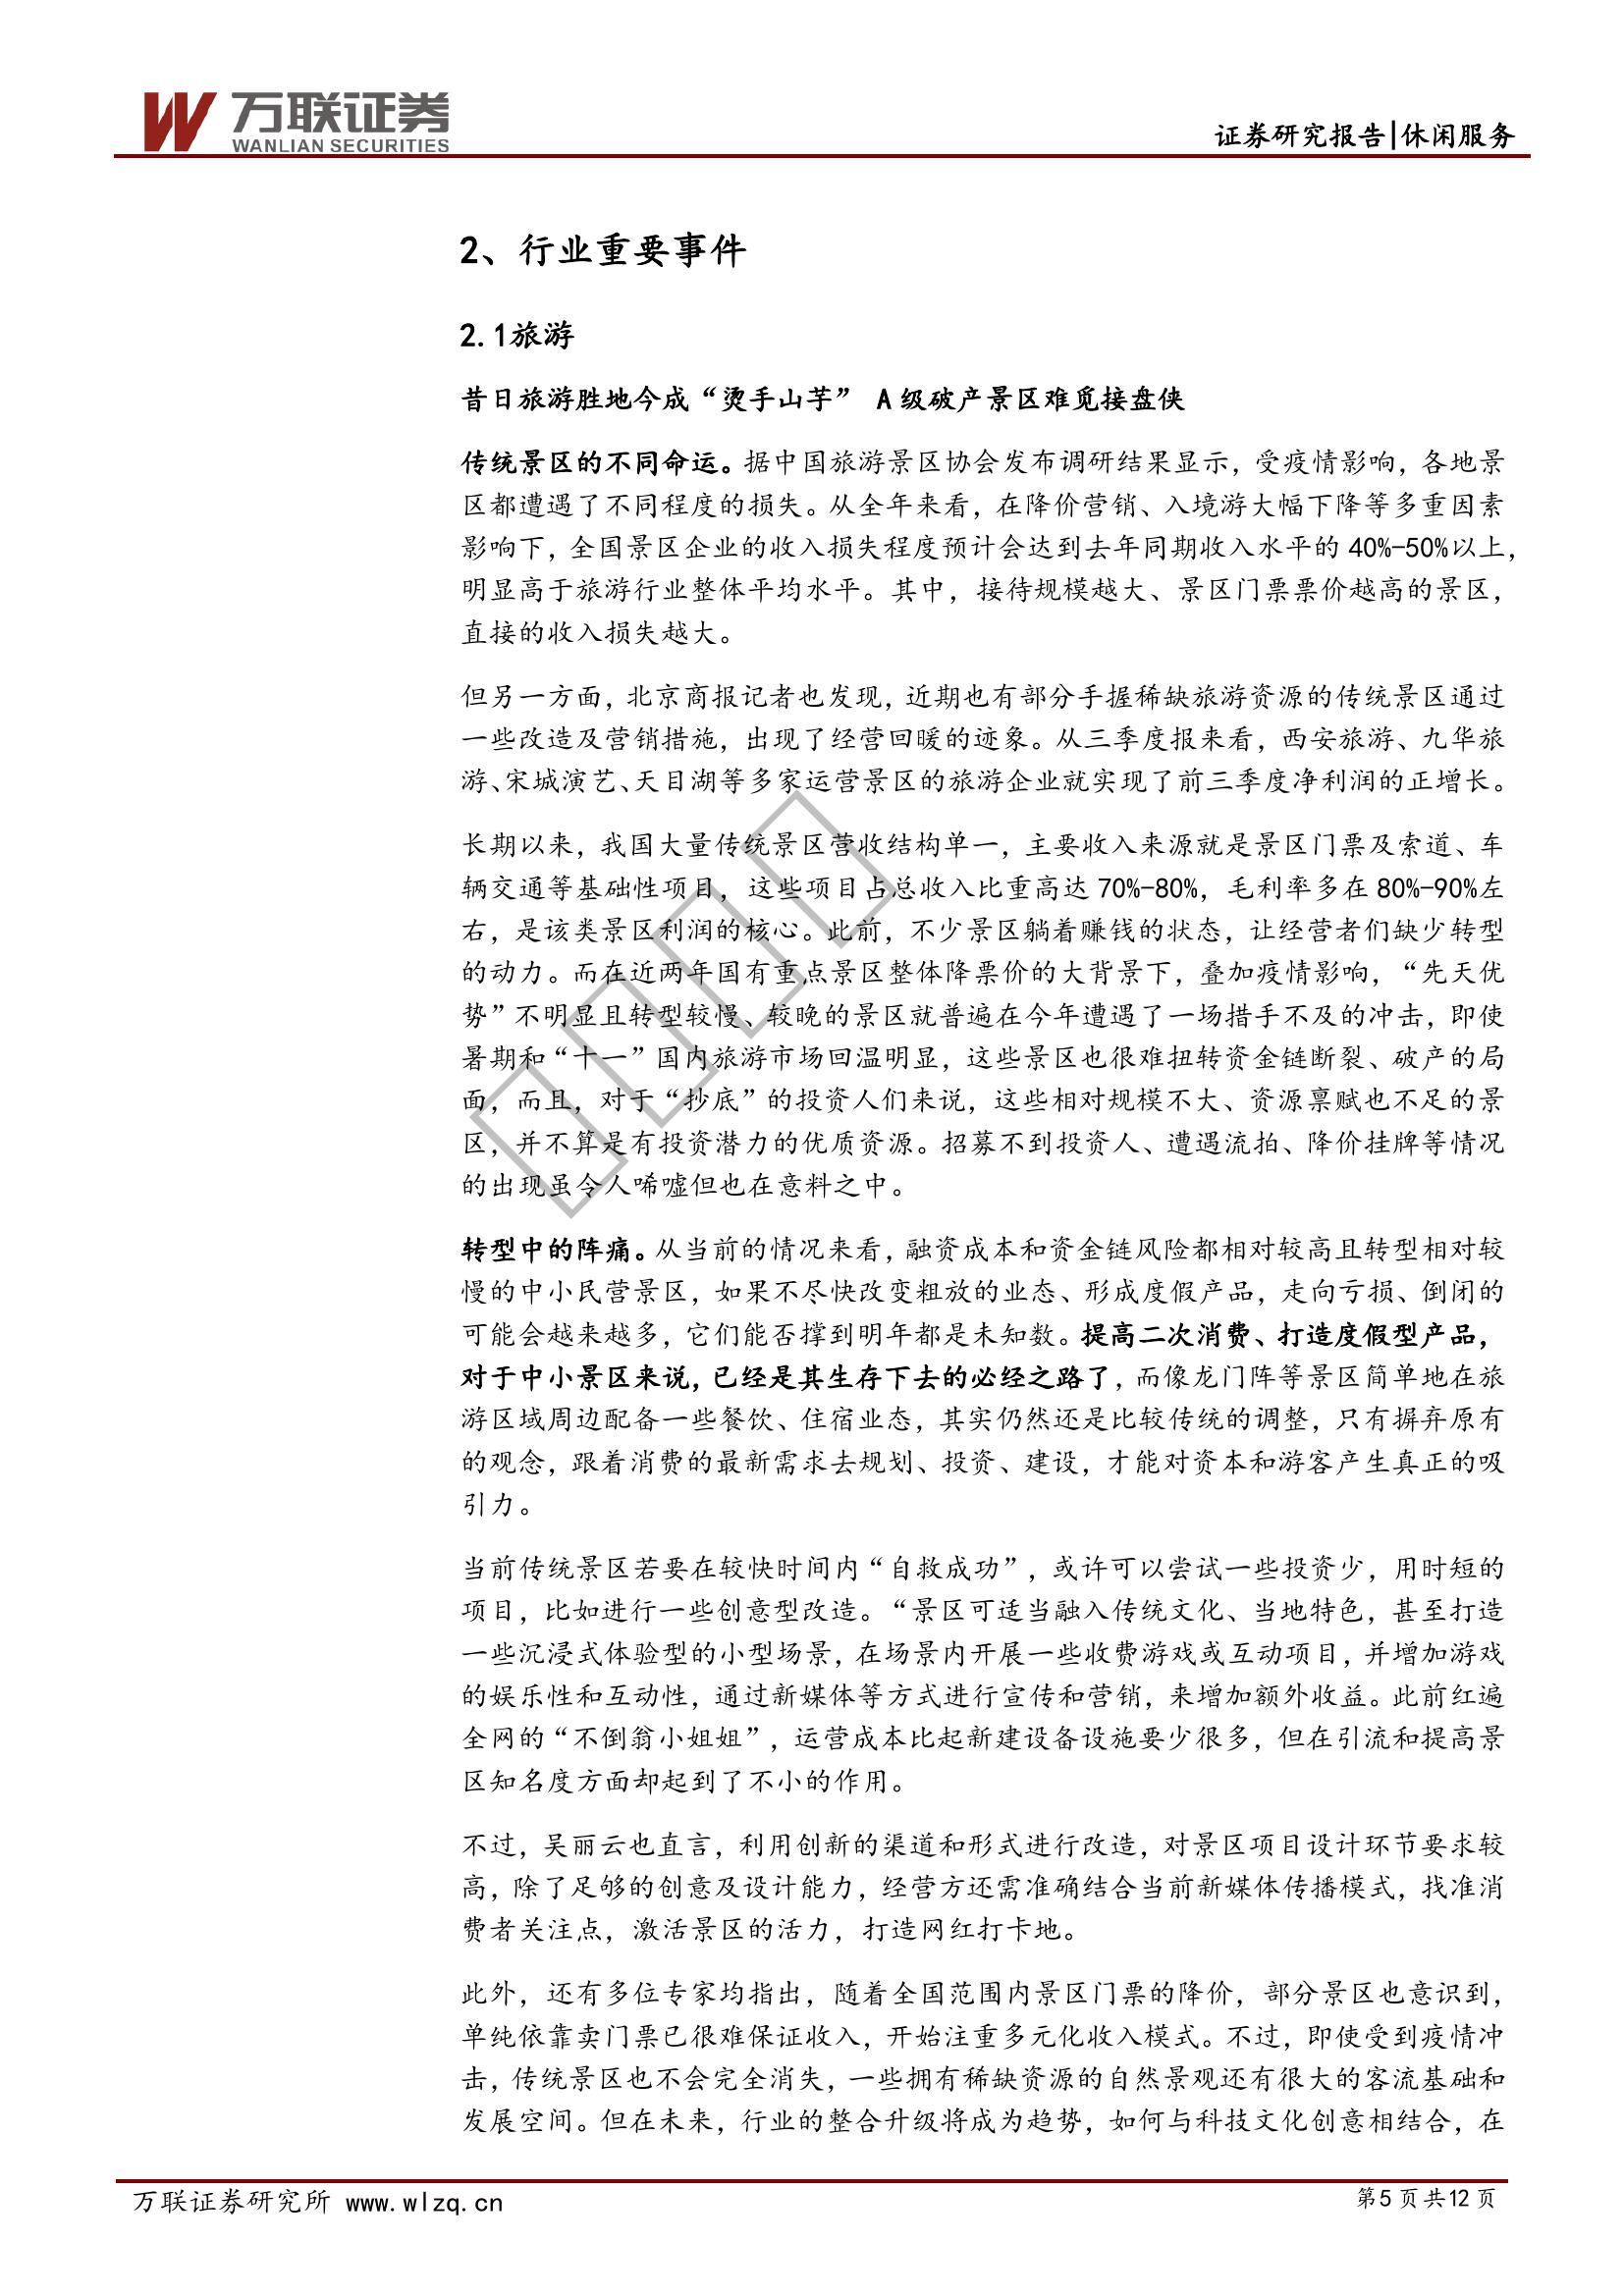 万联证券
WANLIAN SECURITIES
证券研究报告|休闲服务
2、行业重要事件
2.1旅游
昔日旅游胜地今成“烫手山芋” A级破产景区难觅接盘侠
传统景区的不同命运。据中国旅游景区协会发布调研结果显示，受疫情影响，各地景
区都遭遇了不同程度的损失。从全年来看，在降价营销、入境游大幅下降等多重因素
影响下，全国景区企业的收入损失程度预计会达到去年同期收入水平的40%-50%以上，
明显高于旅游行业整体平均水平。其中，接待规模越大、景区门票票价越高的景区，
直接的收入损失越大。
但另一方面，北京商报记者也发现，近期也有部分手握稀缺旅游资源的传统景区通过
一些改造及营销措施，出现了经营回暖的迹象。从三季度报来看，西安旅游、九华旅
游、宋城演艺、天目湖等多家运营景区的旅游企业就实现了前三季度净利润的正增长。
长期以来，我国大量传统景区营收结构单一，主要收入来源就是景区门票及索道、车
辆交通等基础性项目，这些项目占总收入比重高达70%-80%，毛利率多在80%-90%左
右，是该类景区利润的核心。此前，不少景区躺着赚钱的状态，让经营者们缺少转型
的动力。而在近两年国有重点景区整体降票价的大背景下，叠加疫情影响，“先天优
势”不明显且转型较慢、较晚的景区就普遍在今年遭遇了一场措手不及的冲击，即使
暑期和“十一”国内旅游市场回温明显，这些景区也很难扭转资金链断裂、破产的局
面，而且，对于“抄底”的投资人们来说，这些相对规模不大、资源禀赋也不足的景
区，并不算是有投资潜力的优质资源。招募不到投资人、遭遇流拍、降价挂牌等情况
的出现虽令人唏嘘但也在意料之中。
转型中的阵痛。从当前的情况来看，融资成本和资金链风险都相对较高且转型相对较
慢的中小民营景区，如果不尽快改变粗放的业态、形成度假产品，走向亏损、倒闭的
可能会越来越多，它们能否撑到明年都是未知数。提高二次消费、打造度假型产品，
对于中小景区来说，已经是其生存下去的必经之路了，而像龙门阵等景区简单地在旅
游区域周边配备一些餐饮、住宿业态，其实仍然还是比较传统的调整，只有摒弃原有
的观念，跟着消费的最新需求去规划、投资、建设，才能对资本和游客产生真正的吸
引力。
当前传统景区若要在较快时间内“自救成功”，或许可以尝试一些投资少，用时短的
项目，比如进行一些创意型改造。“景区可适当融入传统文化、当地特色，甚至打造
一些沉浸式体验型的小型场景，在场景内开展一些收费游戏或互动项目，并增加游戏
的娱乐性和互动性，通过新媒体等方式进行宣传和营销，来增加额外收益。此前红遍
全网的“不倒翁小姐姐”，运营成本比起新建设备设施要少很多，但在引流和提高景
区知名度方面却起到了不小的作用。
不过，吴丽云也直言，利用创新的渠道和形式进行改造，对景区项目设计环节要求较
高，除了足够的创意及设计能力，经营方还需准确结合当前新媒体传播模式，找准消
费者关注点，激活景区的活力，打造网红打卡地。
此外，还有多位专家均指出，随着全国范围内景区门票的降价，部分景区也意识到，
单纯依靠卖门票已很难保证收入，开始注重多元化收入模式。不过，即使受到疫情冲
击，传统景区也不会完全消失，一些拥有稀缺资源的自然景观还有很大的客流基础和
发展空间。但在未来，行业的整合升级将成为趋势，如何与科技文化创意相结合，在
万联证券研究所 www.wlzq.cn
第5页共12页